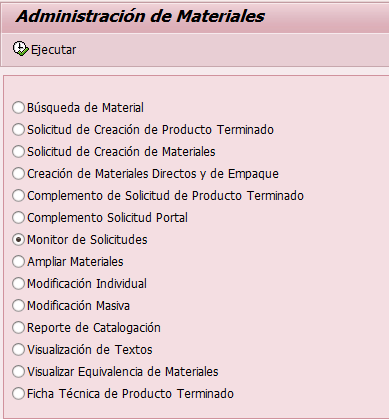 Administración de Materiales
Ejecutar
Búsqueda de Material
Solicitud de Creación de Producto Terminado
Solicitud de Creación de Materiales
Creación de Materiales Directos y de Empaque
Complemento de Solicitud de Producto Terminado
Complemento Solicitud Portal
Monitor de Solicitudes
Ampliar Materiales
Modificación Individual
Modificación Masiva
Reporte de Catalogación
Visualización de Textos
Visualizar Equivalencia de Materiales
Ficha Técnica de Producto Terminado